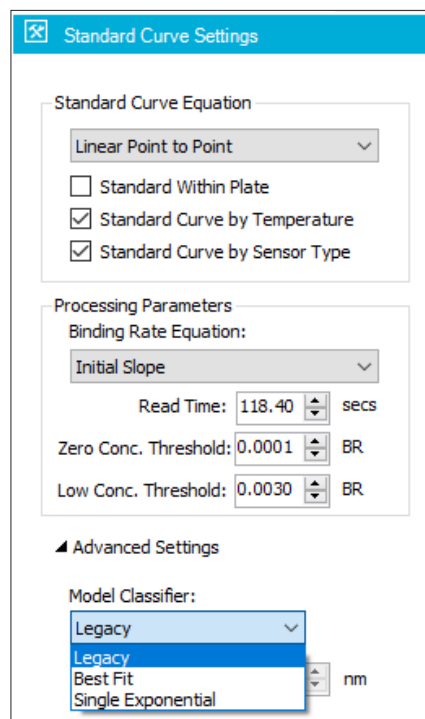 Standard Curve Settings
Standard Curve Equation
Linear Point to Point
Standard Within Plate
Standard Curve by Temperature
Standard Curve by Sensor Type
Processing Parameters
Binding Rate Equation:
Initial Slope
Read Time: 118.40 secs
Zero Conc. Threshold: 0.0001 BR
Low Conc. Threshold: 0.0030 BR
Advanced Settings
Model Classifier:
Legacy
Legacy
Best Fit
nm
Single Exponential